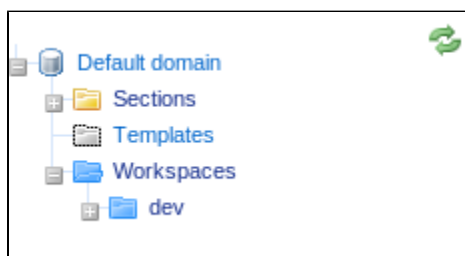 Default domain
Sections
Templates
Workspaces
dev